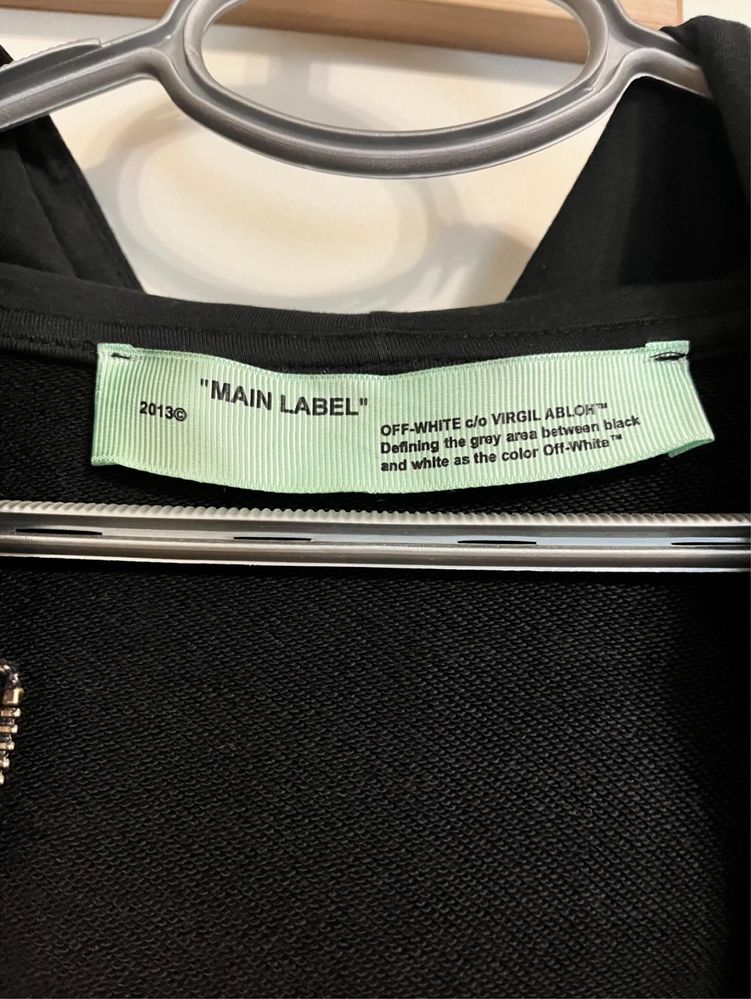 2013©
"MAIN LABEL"
OFF-WHITE c/o VIRGIL ABLOH™
Defining the grey area between black
and white as the color Off-White™